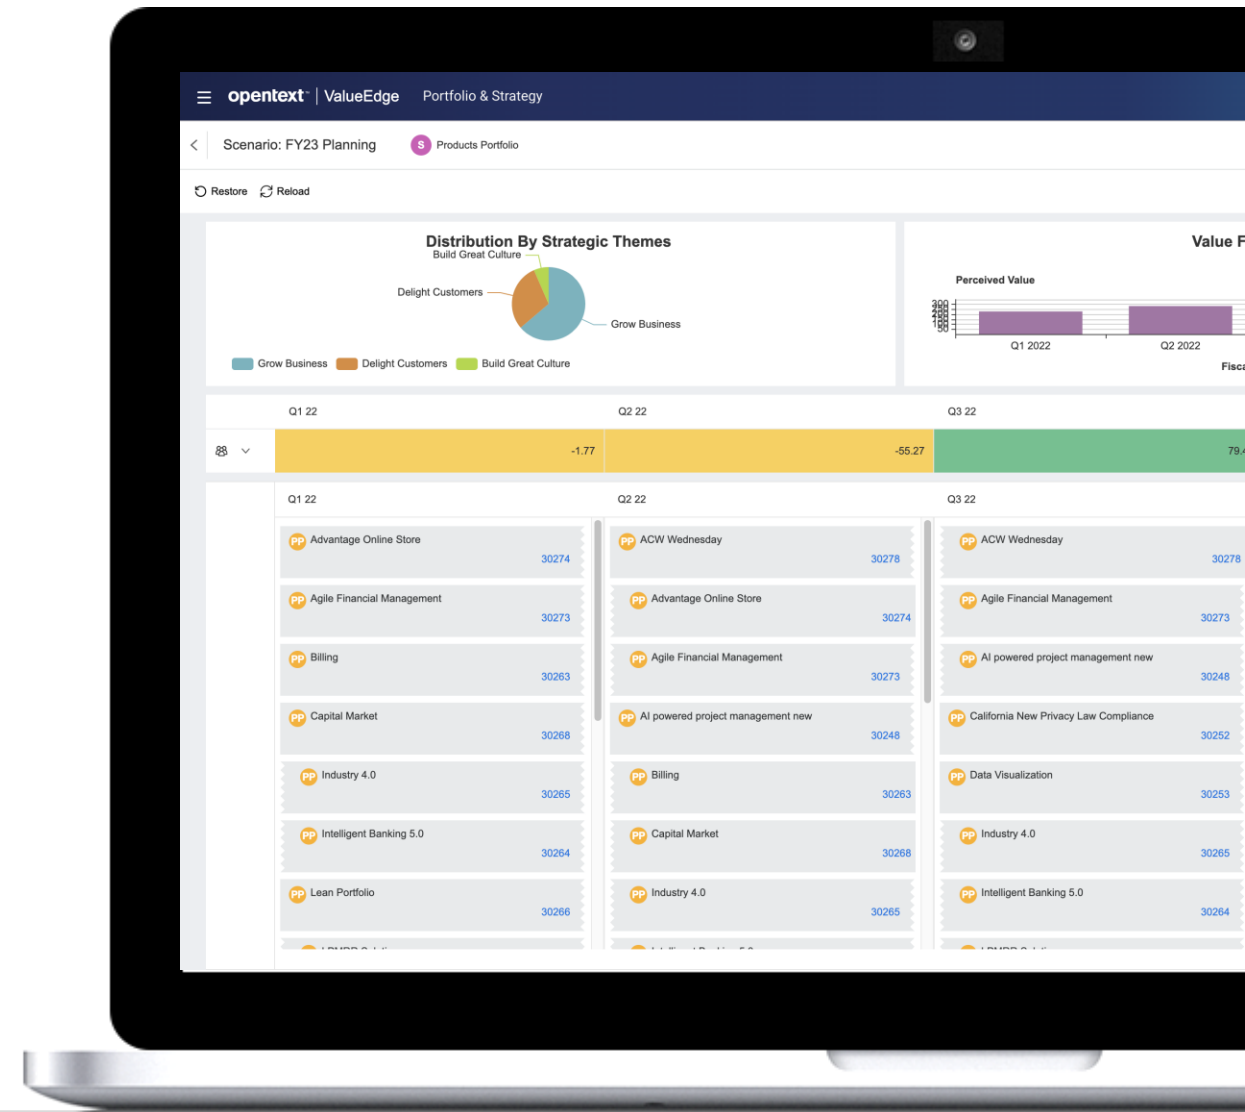 opentext™ | ValueEdge Portfolio & Strategy
Scenario: FY23 Planning S Products Portfolio
Restore Reload
Distribution By Strategic Themes
Build Great Culture
Delight Customers
Grow Business
Grow Business Delight Customers Build Great Culture
Value F
Perceived Value
300
50
Q1 2022 Q2 2022
Fisca
Q1 22 Q2 22 Q3 22
-1.77 -55.27 79.4
Q1 22 Q2 22 Q3 22
PP Advantage Online Store
30274
PP Agile Financial Management
30273
PP Billing
30263
PP Capital Market
30268
PP Industry 4.0
30265
PP Intelligent Banking 5.0
30264
PP Lean Portfolio
30266
PP ACW Wednesday
30278
PP Advantage Online Store
30274
PP Agile Financial Management
30273
PP AI powered project management new
30248
PP Billing
30263
PP Capital Market
30268
PP Industry 4.0
30265
PP ACW Wednesday
30278
PP Agile Financial Management
30273
PP AI powered project management new
30248
PP California New Privacy Law Compliance
30252
PP Data Visualization
30253
PP Industry 4.0
30265
PP Intelligent Banking 5.0
30264